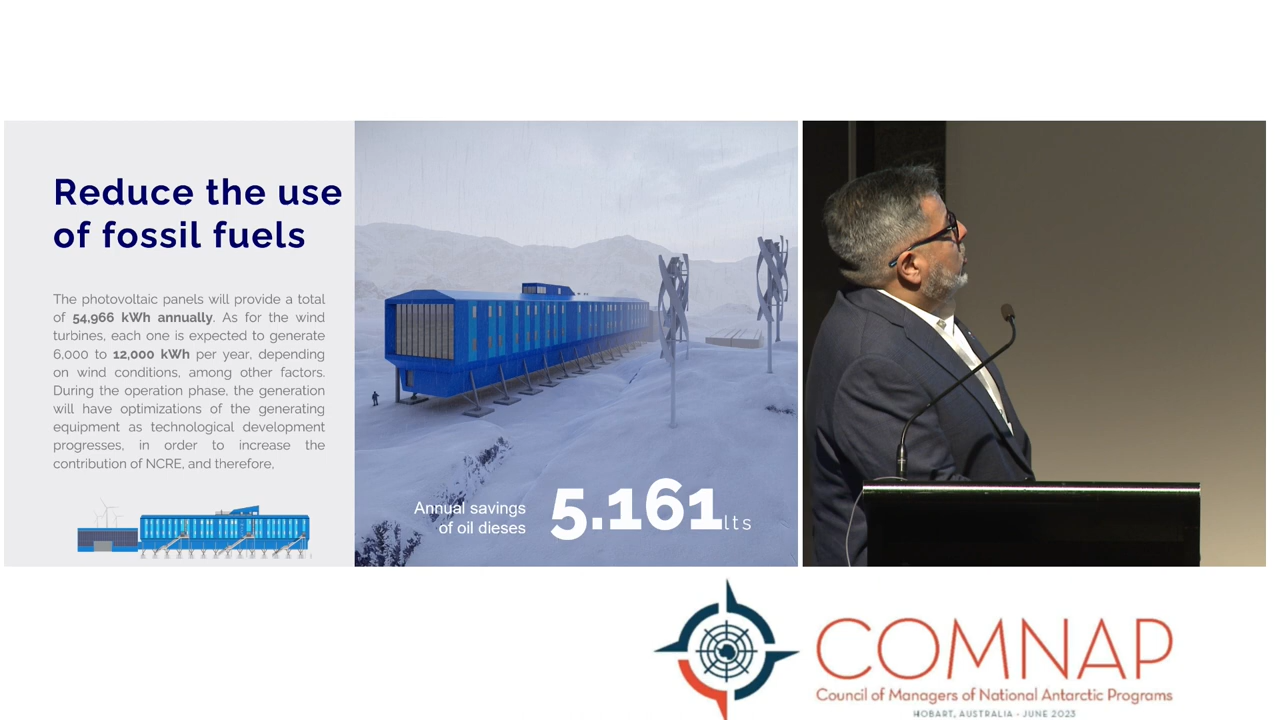 Reduce the use
of fossil fuels
The photovoltaic panels will provide a total
of 54,966 kWh annually. As for the wind
turbines, each one is expected to generate
6,000 to 12,000 kWh per year, depending
on wind conditions, among other factors.
During the operation phase, the generation
will have optimizations of the generating
equipment as technological development
progresses, in order to increase the
contribution of NCRE, and therefore,
Annual savings
of oil dieses
5.161lts
COMNAP
Council of Managers of National Antarctic Programs
HOBART, AUSTRALIA - JUNE 2023